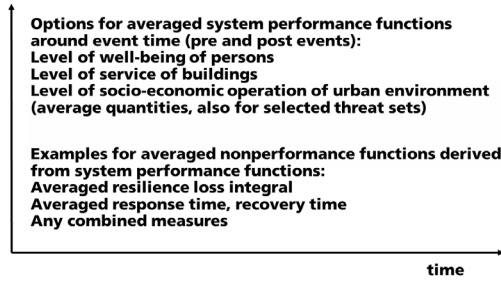 Options for averaged system performance functions
around event time (pre and post events):
Level of well-being of persons
Level of service of buildings
Level of socio-economic operation of urban environment
(average quantities, also for selected threat sets)
Examples for averaged nonperformance functions derived
from system performance functions:
Averaged resilience loss integral
Averaged response time, recovery time
Any combined measures
time